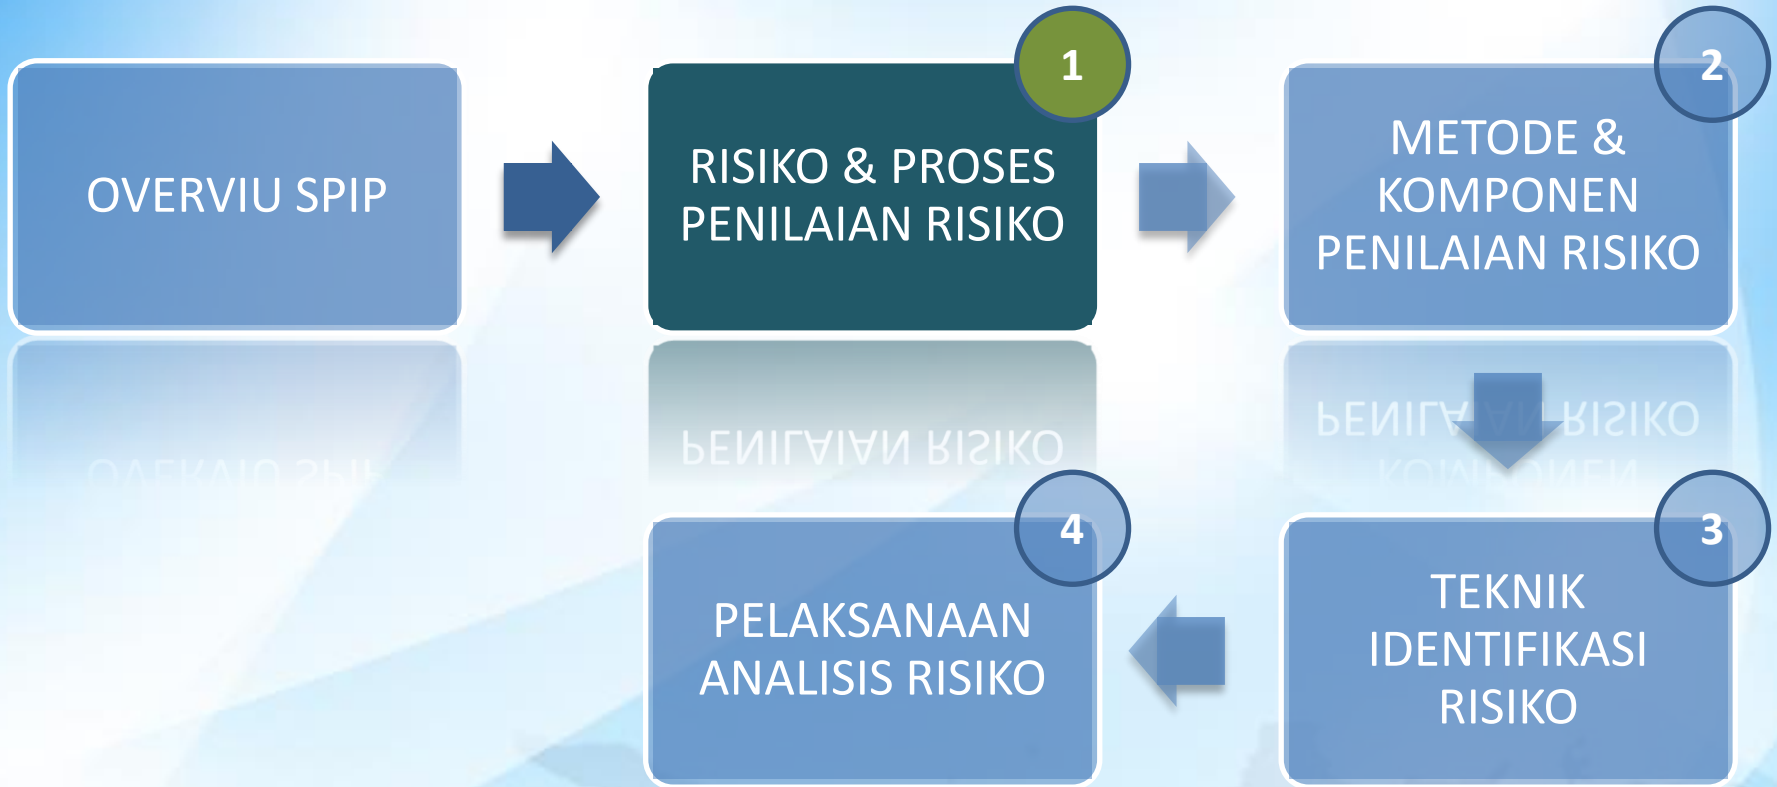 OVERVIU SPIP
1
RISIKO & PROSES
PENILAIAN RISIKO
2
METODE &
KOMPONEN
PENILAIAN RISIKO
3
TEKNIK
IDENTIFIKASI
RISIKO
4
PELAKSANAAN
ANALISIS RISIKO